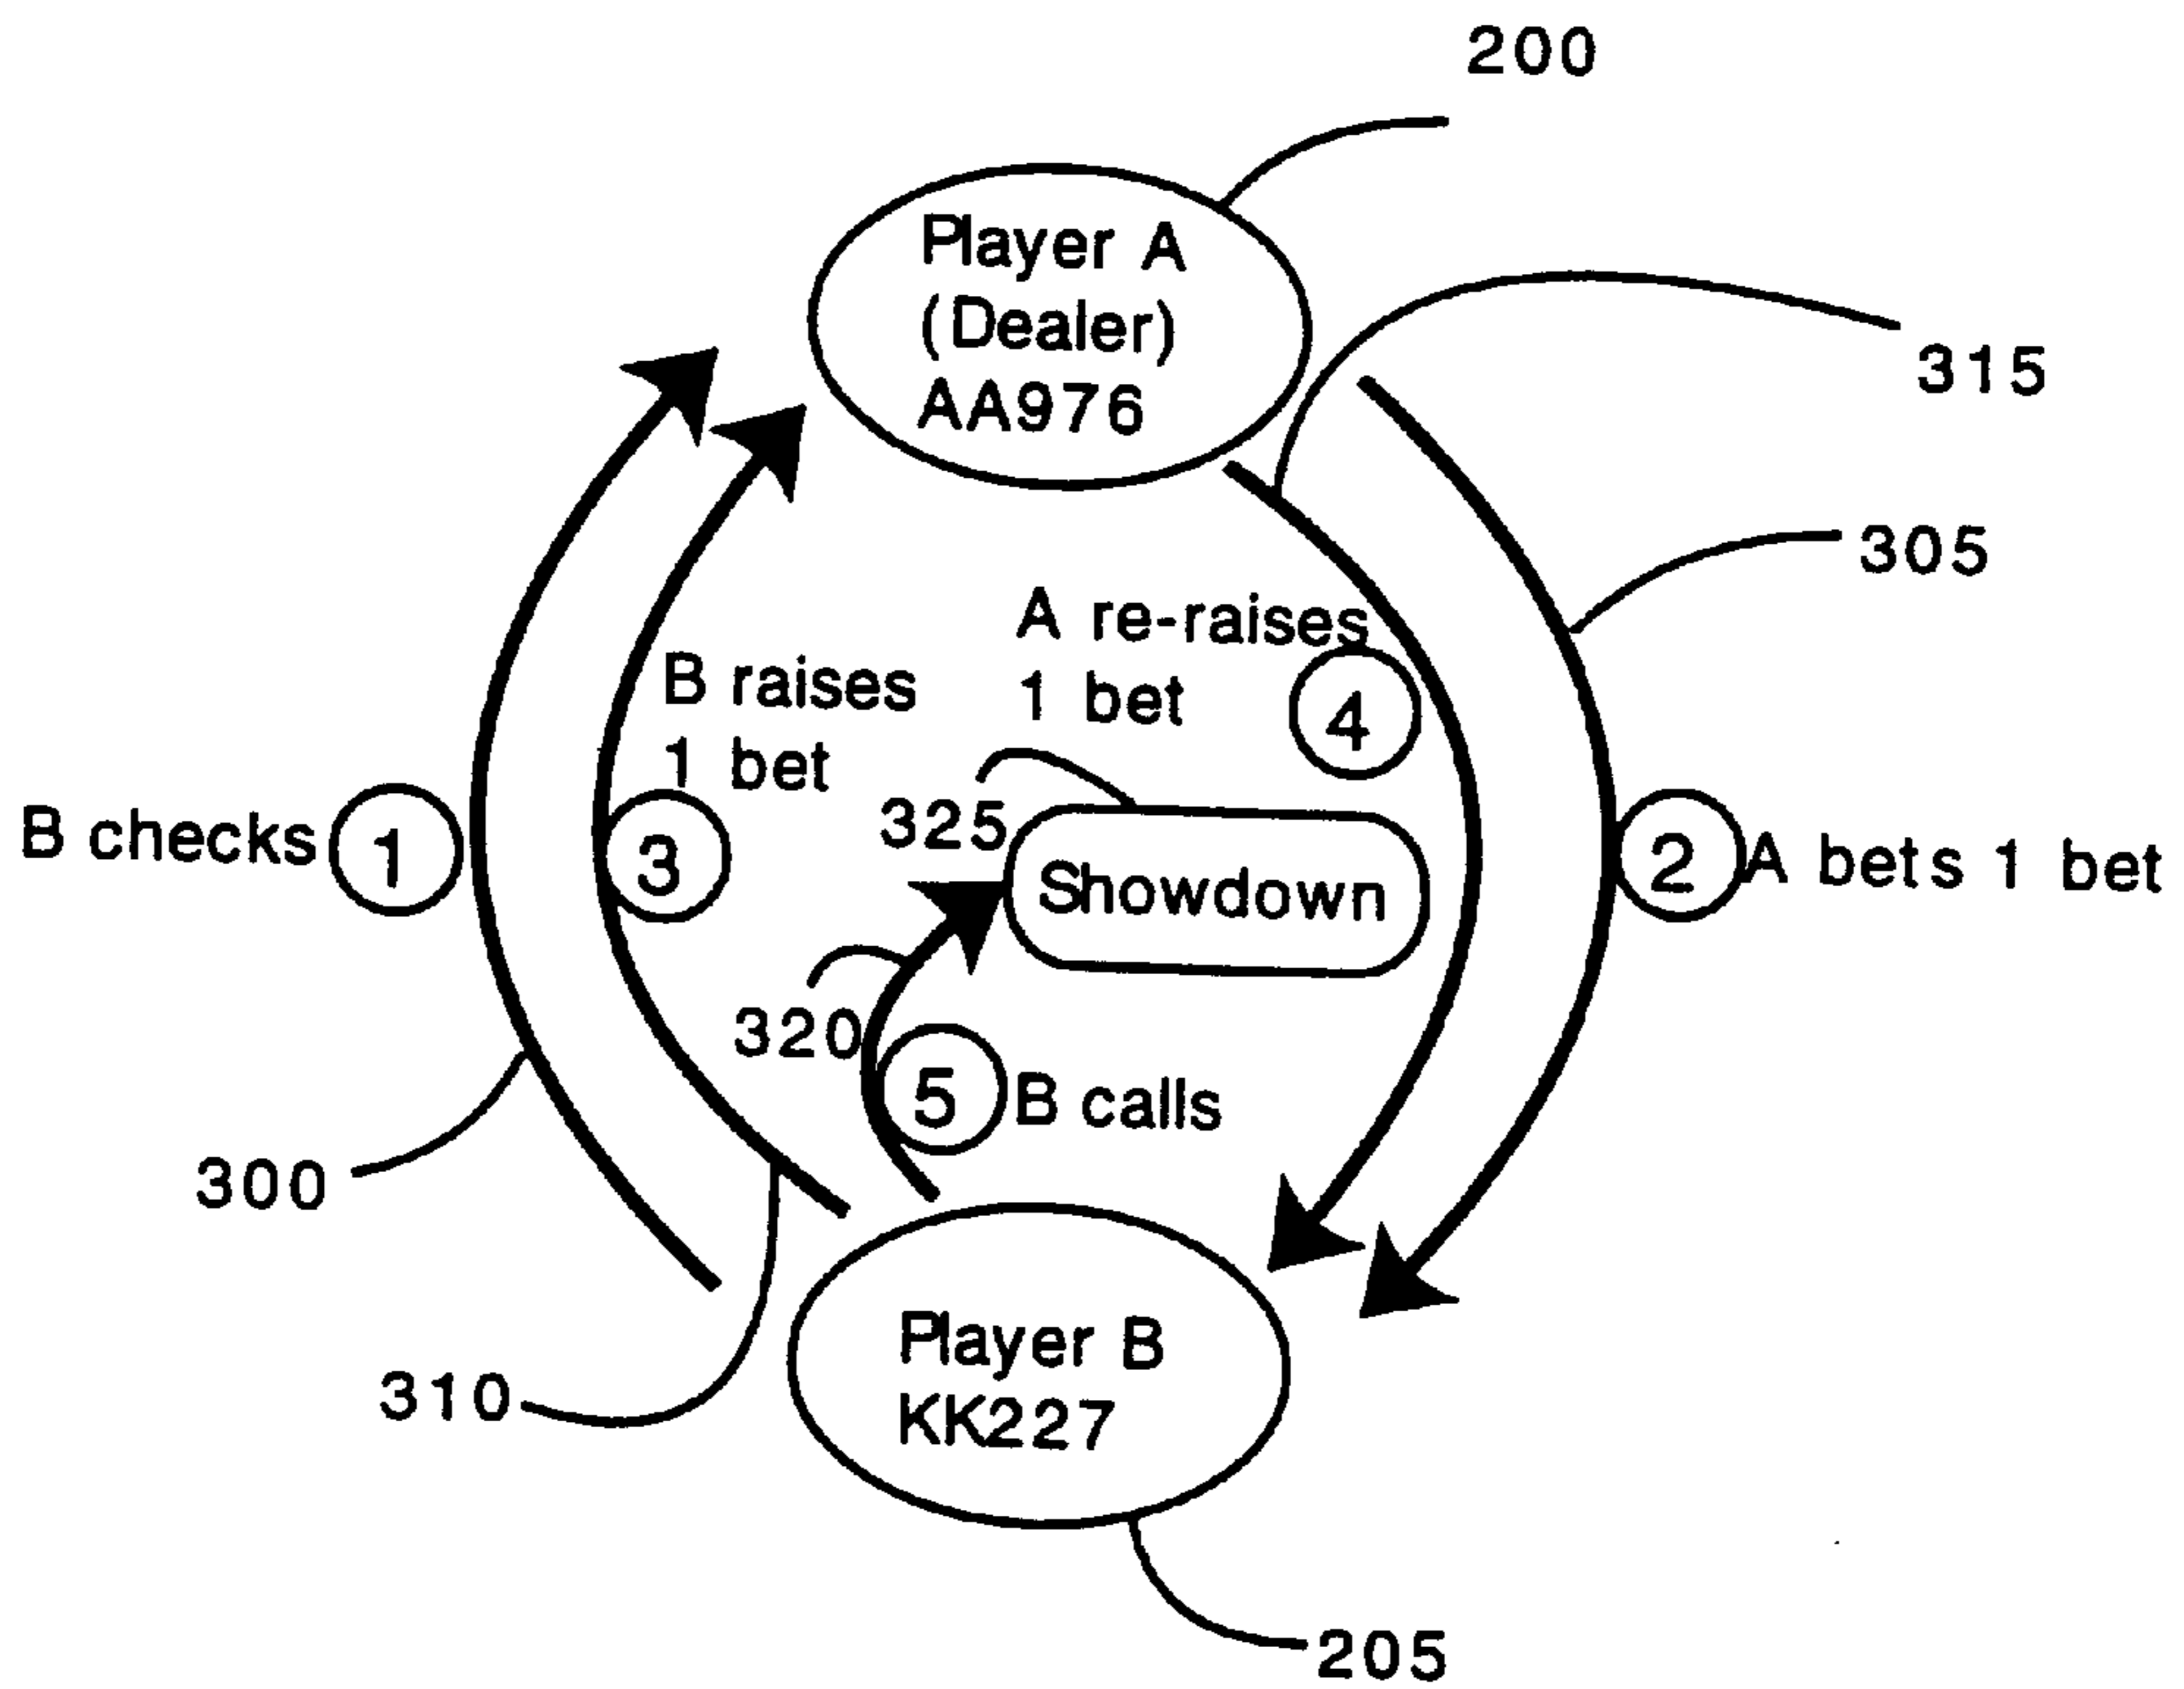 200
Player A
(Dealer)
AA976
315
305
A re-raises
1 bet
4
B raises
1 bet
325
B checks 1
3
Showdown
2 A bets 1 bet
320
5 B calls
300
310
Player B
KK227
205